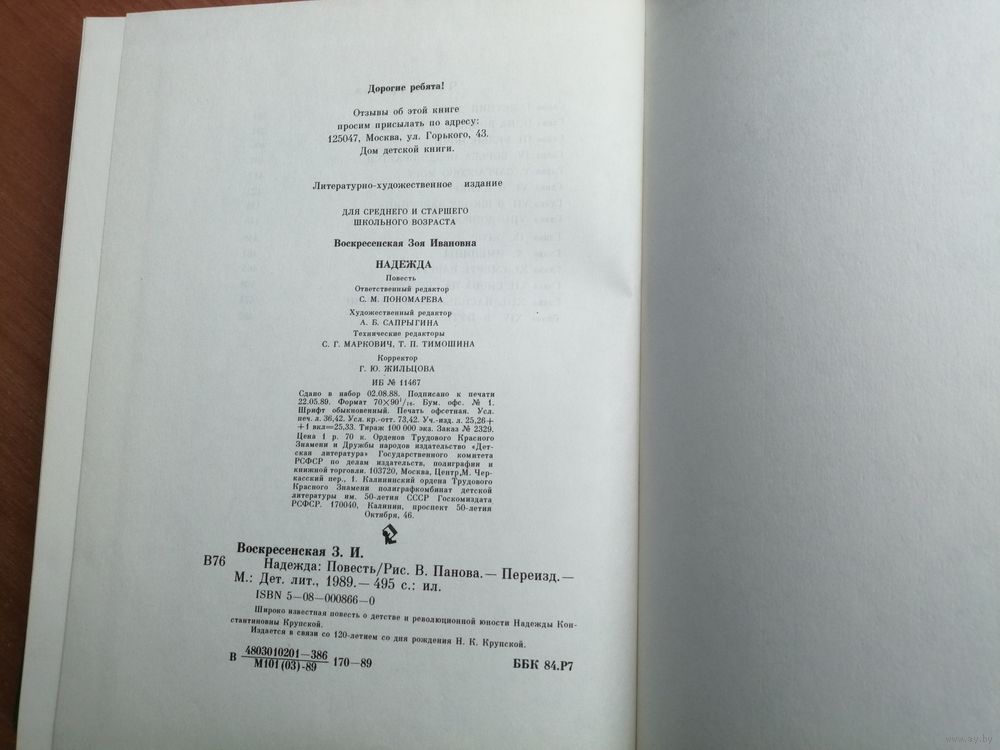 Дорогие ребята!
Отзывы об этой книге
просим присылать по адресу:
125047, Москва, ул. Горького, 43.
Дом детской книги.
Литературно-художественное издание
ДЛЯ СРЕДНЕГО И СТАРШЕГО
ШКОЛЬНОГО ВОЗРАСТА
Воскресенская Зоя Ивановна
НАДЕЖДА
Повесть
Ответственный редактор
С. М. ПОНОМАРЕВА
Художественный редактор
А. Б. САПРЫГИНА
Технические редакторы
С. Г. МАРКОВИЧ, Т. П. ТИМОШИНА
Корректор
Г. Ю. ЖИЛЬЦОВА
ИБ № 11467
Сдано в набор 02.08.88. Подписано к печати
22.05.89. Формат 70×90¹/₁₆. Бум. офс. № 1.
Шрифт обыкновенный. Печать офсетная. Усл.
печ. л. 36,42. Усл. кр.-отт. 73,42. Уч.-изд. л. 25,26+
+1 вкл=25,33. Тираж 100 000 экз. Заказ № 2329.
Цена 1 р. 70 к. Орденов Трудового Красного
Знамени и Дружбы народов издательство «Дет-
ская литература» Государственного комитета
РСФСР по делам издательств, полиграфии и
книжной торговли. 103720, Москва, Центр, М. Чер-
касский пер., 1. Калининский ордена Трудового
Красного Знамени полиграфкомбинат детской
литературы им. 50-летия СССР Госкомиздата
РСФСР. 170040, Калинин, проспект 50-летия
Октября, 46.
Воскресенская З. И.
В76 Надежда: Повесть/Рис. В. Панова.— Переизд.—
М.: Дет. лит., 1989.— 495 с.: ил.
ISBN 5—08—000866—0
Широко известная повесть о детстве и революционной юности Надежды Кон-
стантиновны Крупской.
Издается в связи со 120-летием со дня рождения Н. К. Крупской.
В 4803010201—386
М101(03)-89 170—89 ББК 84.Р7
www.ay.by